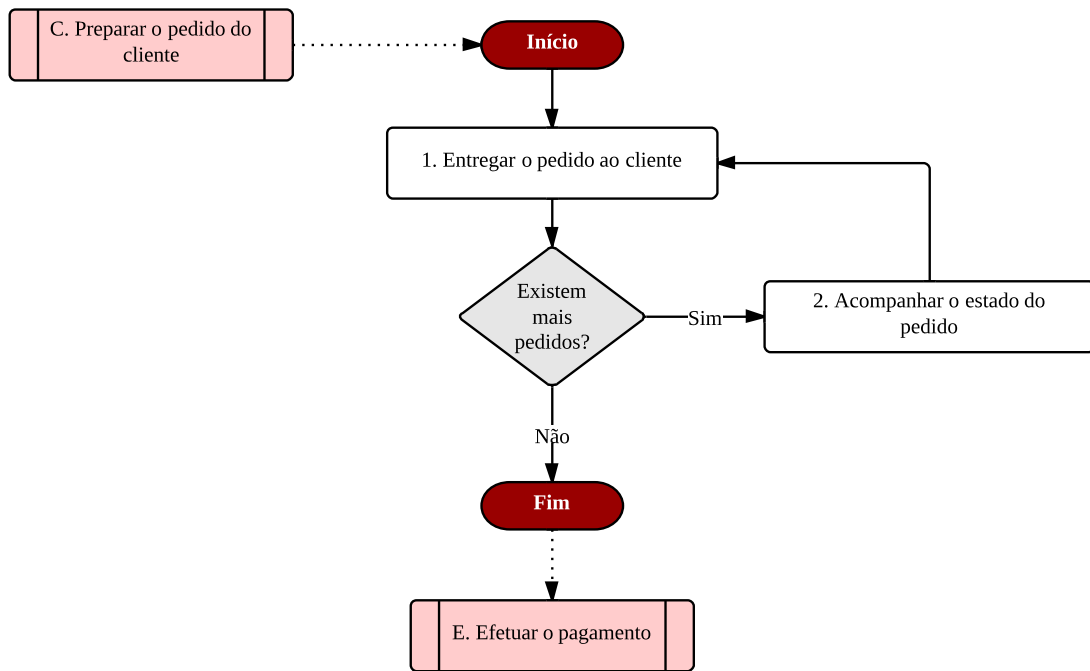 C. Preparar o pedido do
cliente
Início
1. Entregar o pedido ao cliente
Existem
mais
pedidos?
Sim
2. Acompanhar o estado do
pedido
Não
Fim
E. Efetuar o pagamento